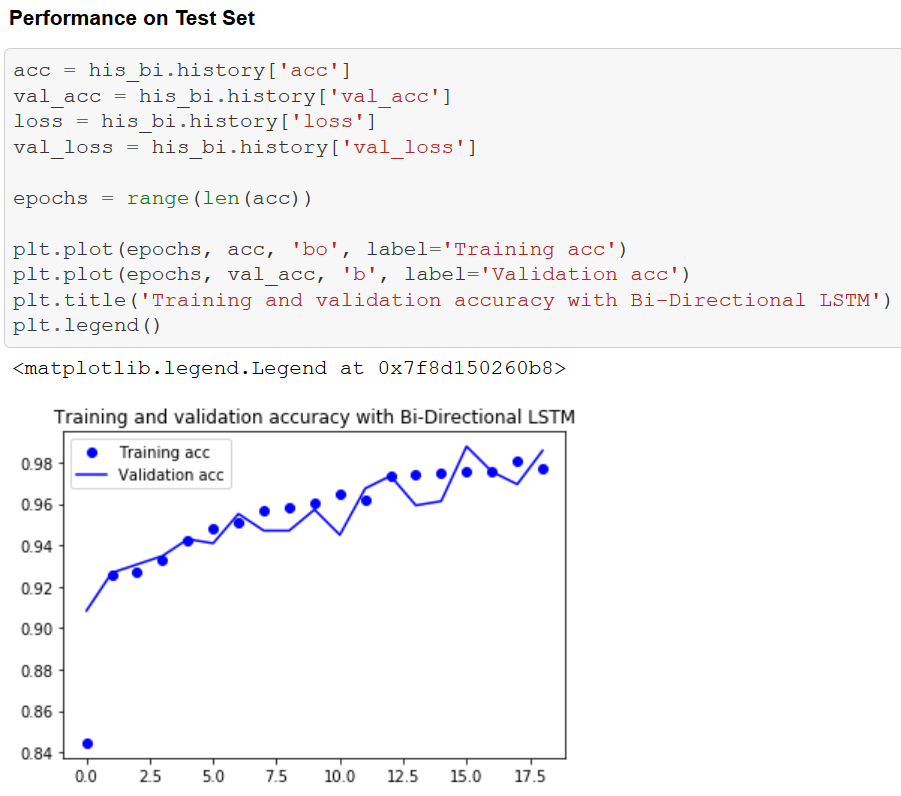 Performance on Test Set
acc = his_bi.history['acc']
val_acc = his_bi.history['val_acc']
loss = his_bi.history['loss']
val_loss = his_bi.history['val_loss']
epochs = range(len(acc))
plt.plot(epochs, acc, 'bo', label='Training acc')
plt.plot(epochs, val_acc, 'b', label='Validation acc')
plt.title('Training and validation accuracy with Bi-Directional LSTM')
plt.legend()
<matplotlib.legend.Legend at 0x7f8d150260b8>
Training and validation accuracy with Bi-Directional LSTM
Training acc
Validation acc
0.98
0.96
0.94
0.92
0.90
0.88
0.86
0.84
0.0 2.5 5.0 7.5 10.0 12.5 15.0 17.5